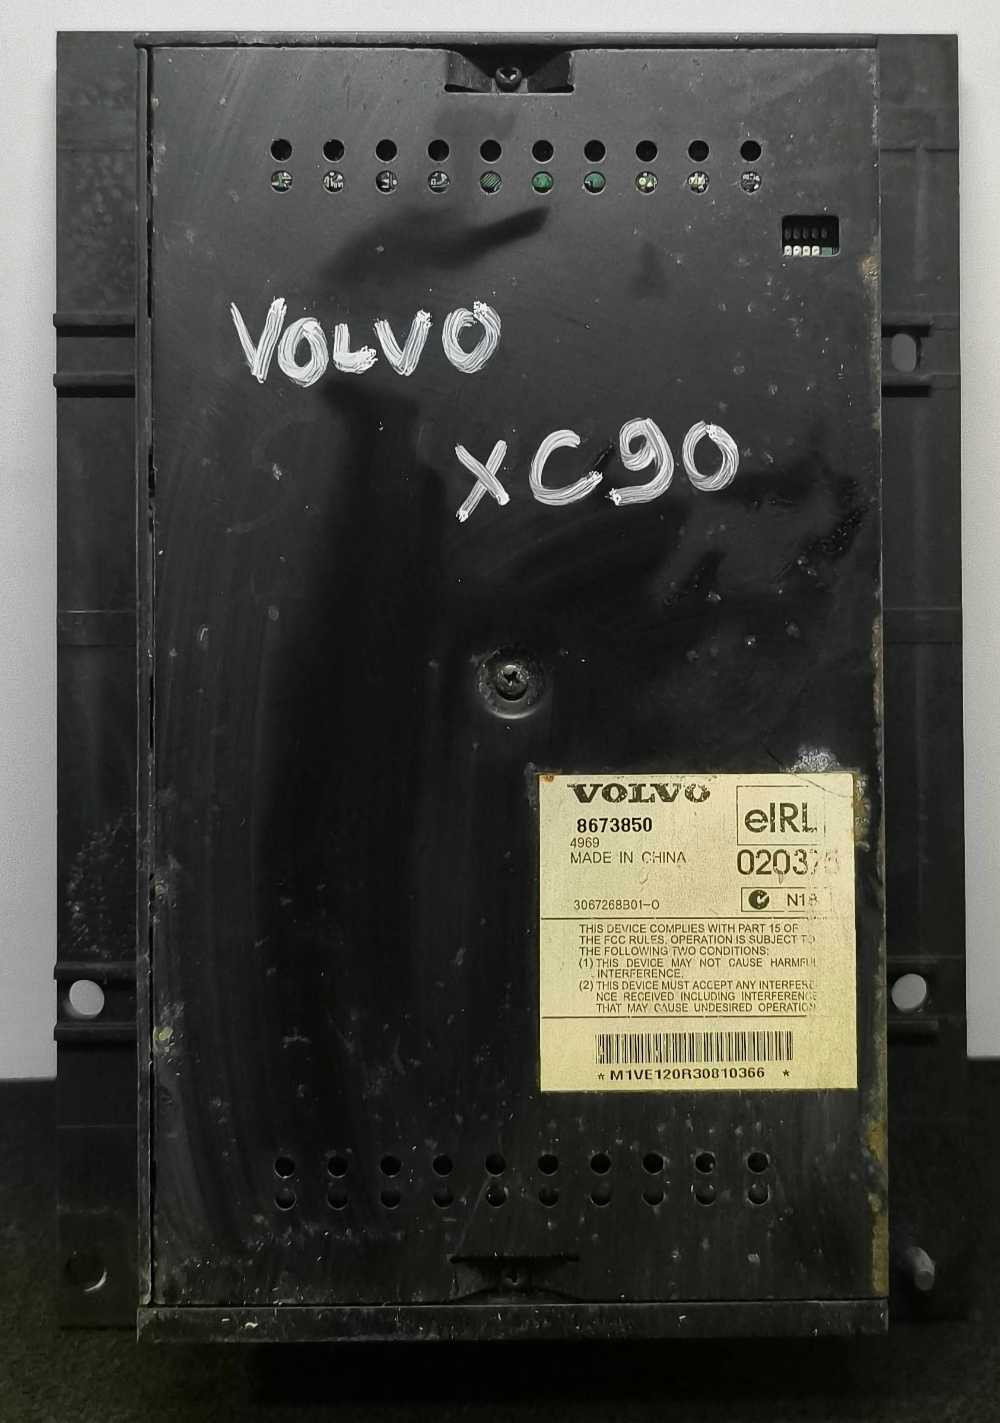 VOLVO
XC90
VOLVO
8673850
4969
MADE IN CHINA
3067268B01-O
eIRL
02037
N18
THIS DEVICE COMPLIES WITH PART 15 OF
THE FCC RULES. OPERATION IS SUBJECT TO
THE FOLLOWING TWO CONDITIONS:
(1) THIS DEVICE MAY NOT CAUSE HARMFUL
INTERFERENCE,
(2) THIS DEVICE MUST ACCEPT ANY INTERFERE-
NCE RECEIVED INCLUDING INTERFERENCE
THAT MAY CAUSE UNDESIRED OPERATION
* M1VE120R30810366 *